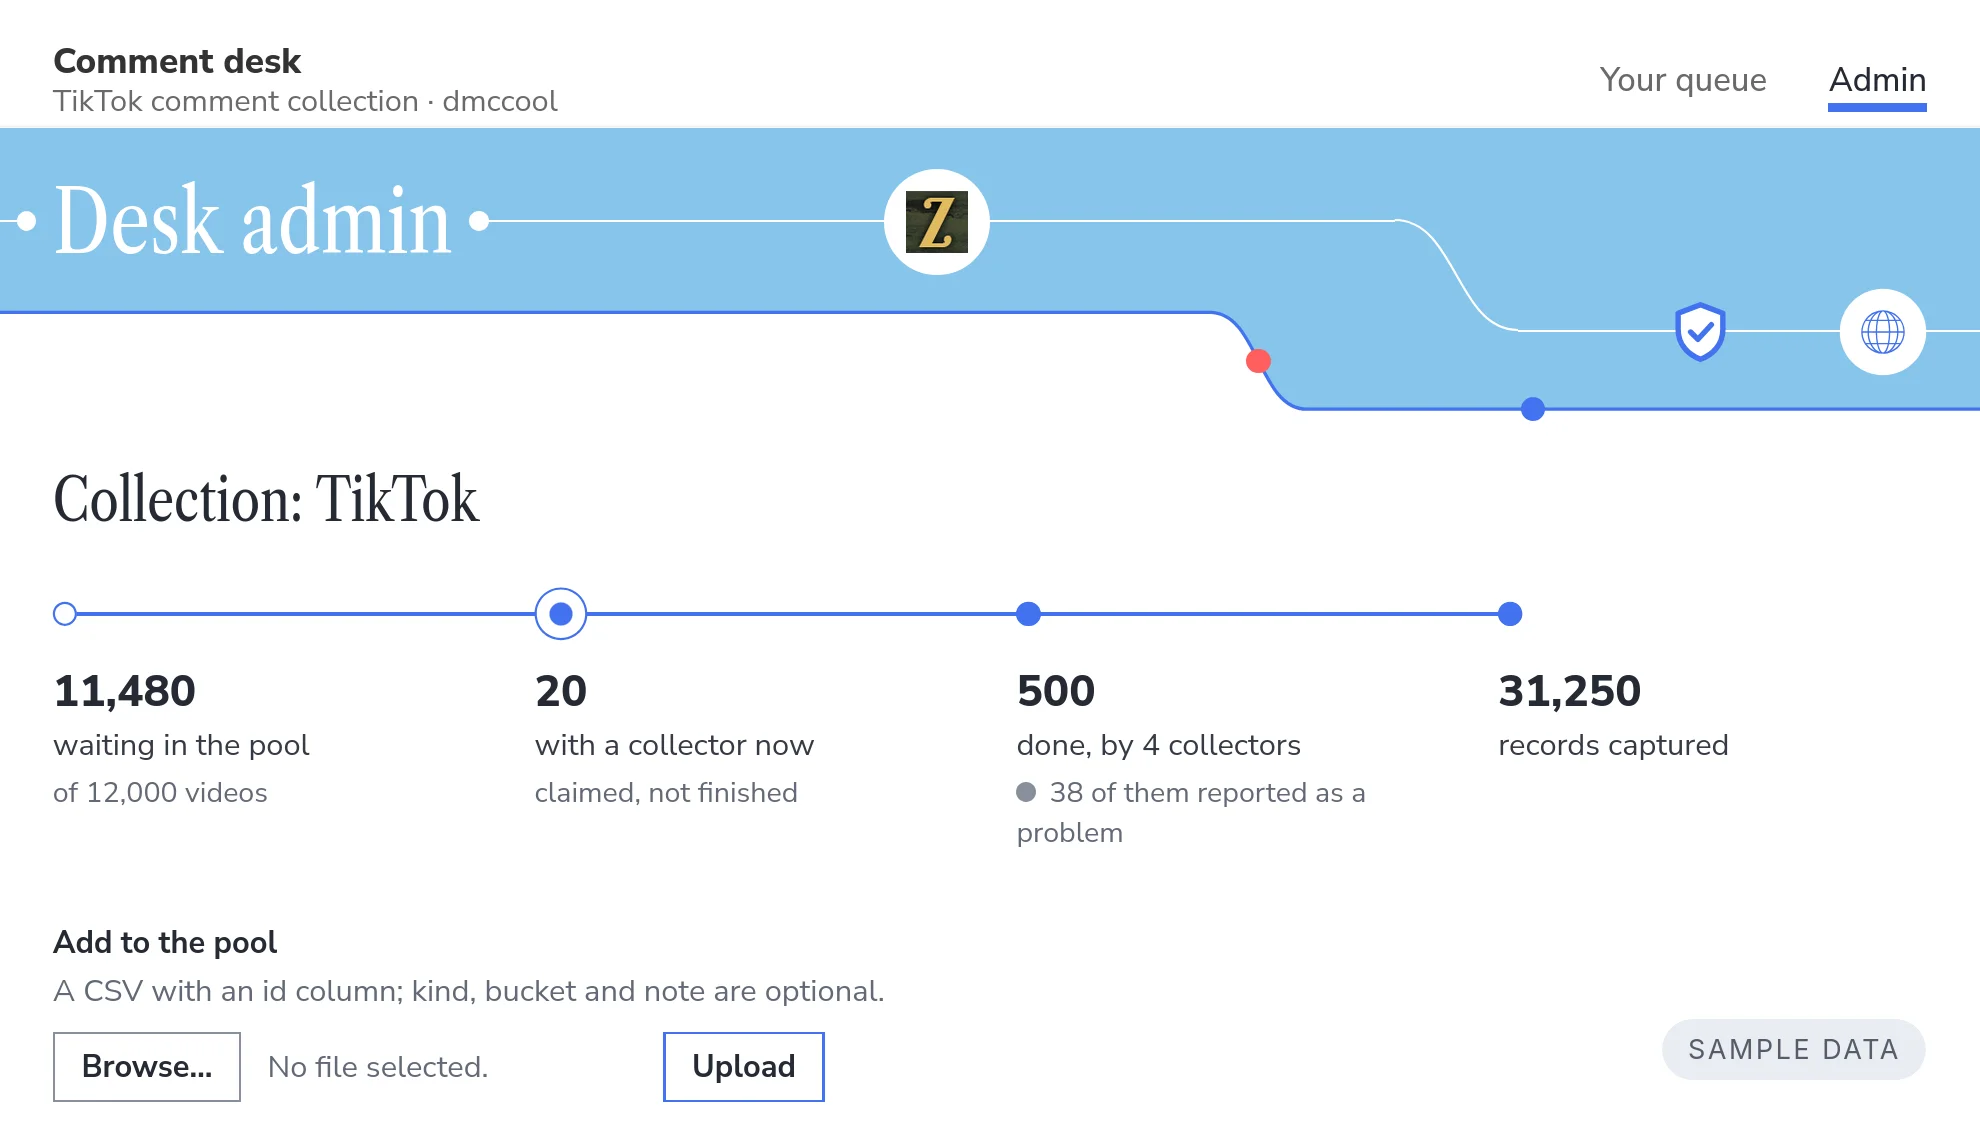 Comment desk
TikTok comment collection · dmccool
Your queue
Admin
Desk admin
Z
Collection: TikTok
11,480
waiting in the pool
of 12,000 videos
20
with a collector now
claimed, not finished
500
done, by 4 collectors
38 of them reported as a
problem
31,250
records captured
Add to the pool
A CSV with an id column; kind, bucket and note are optional.
Browse...
No file selected.
Upload
SAMPLE DATA